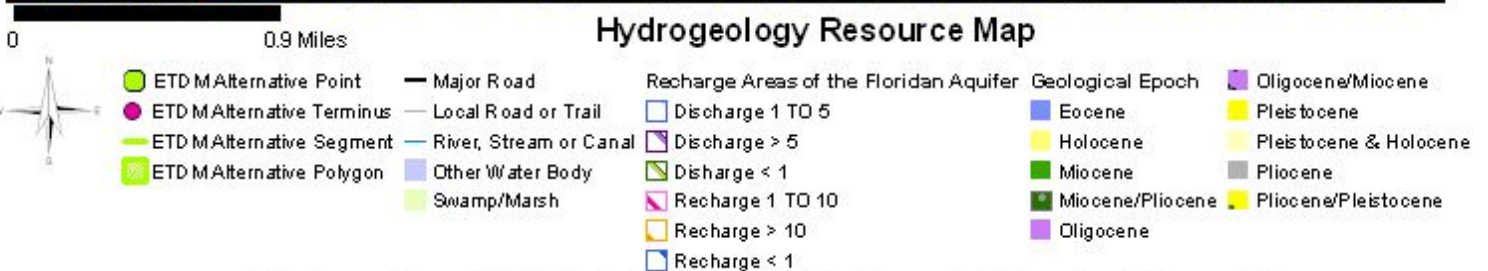 Hydrogeology Resource Map
0 0.9 Miles
N
E
S
ETDM Alternative Point
ETDM Alternative Terminus
ETDM Alternative Segment
ETDM Alternative Polygon
Major Road
Local Road or Trail
River, Stream or Canal
Other Water Body
Swamp/Marsh
Recharge Areas of the Floridan Aquifer
Discharge 1 TO 5
Discharge > 5
Disharge < 1
Recharge 1 TO 10
Recharge > 10
Recharge < 1
Geological Epoch
Eocene
Holocene
Miocene
Miocene/Pliocene
Oligocene
Oligocene/Miocene
Pleistocene
Pleistocene & Holocene
Pliocene
Pliocene/Pleistocene